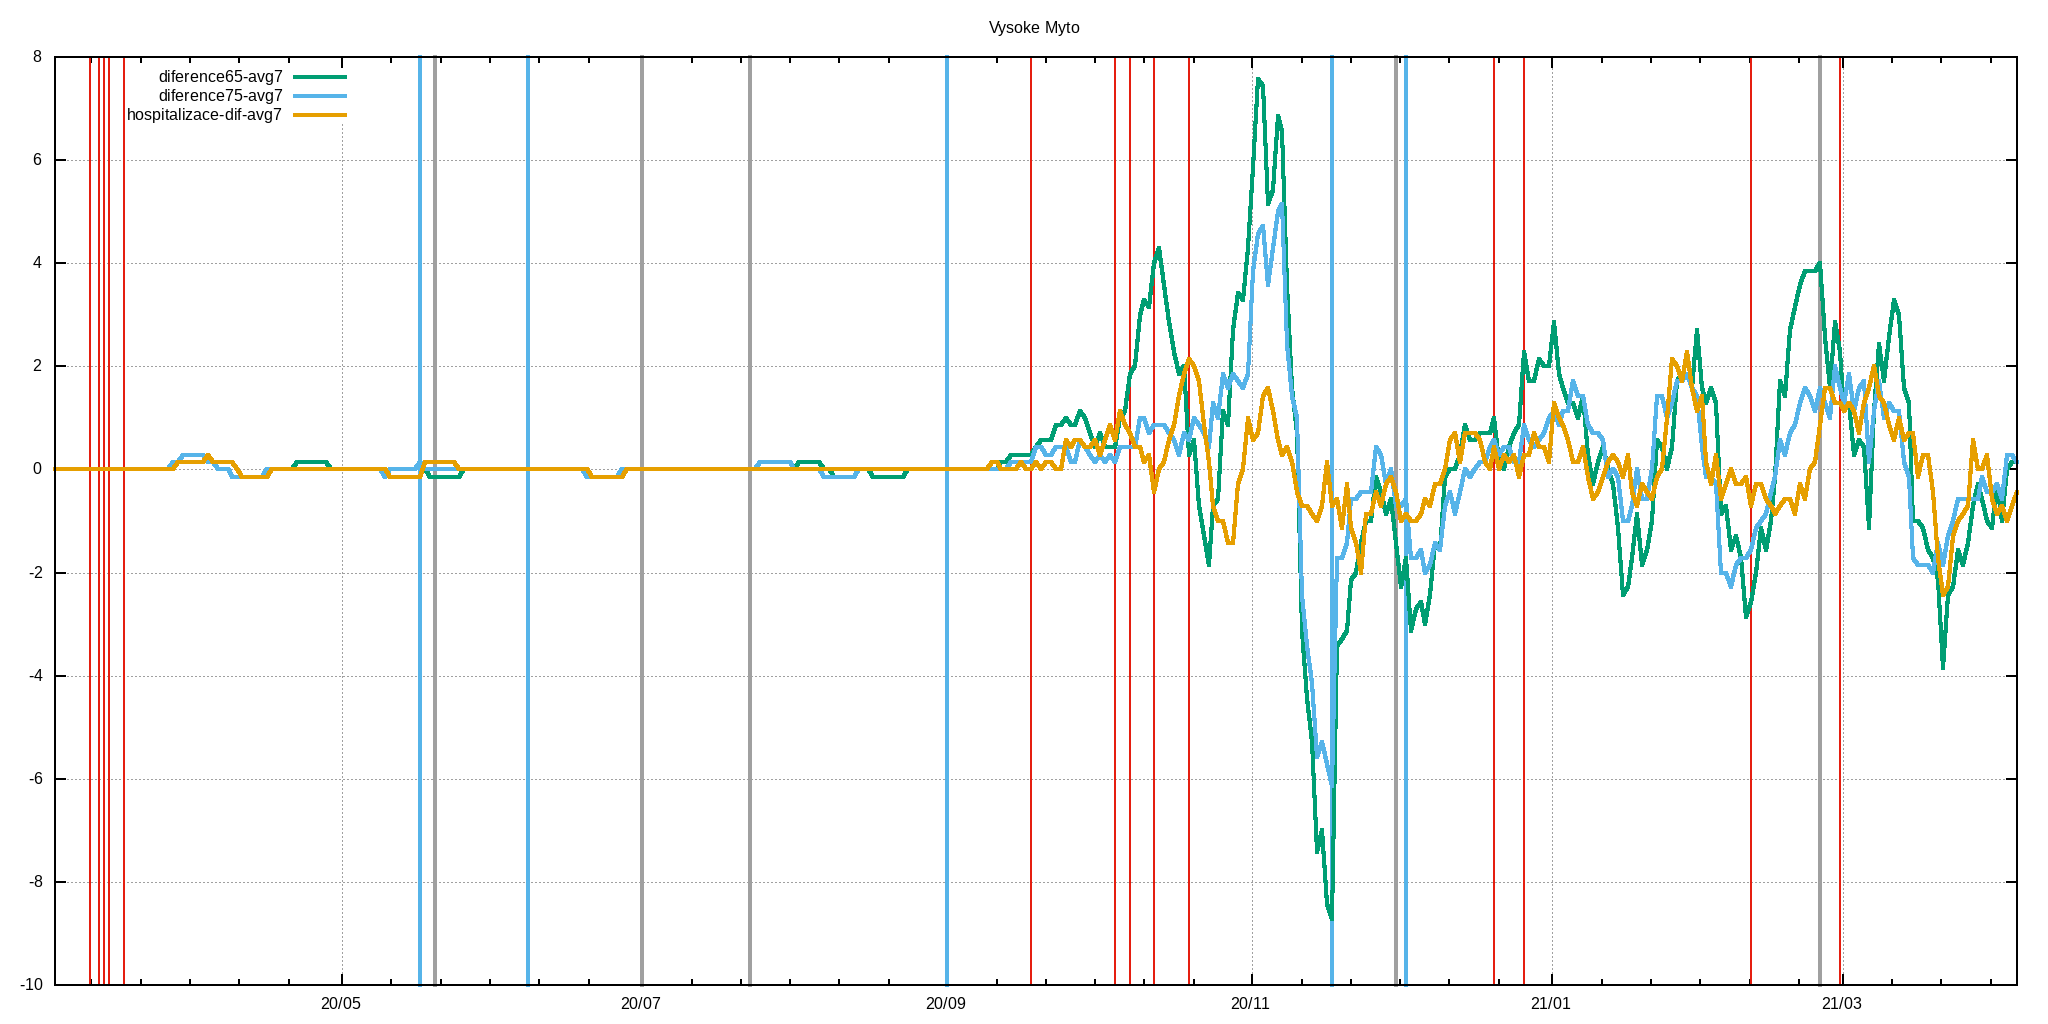 Vysoke Myto
diference65-avg7
diference75-avg7
hospitalizace-dif-avg7
8
6
4
2
0
-2
-4
-6
-8
-10
20/05 20/07 20/09 20/11 21/01 21/03